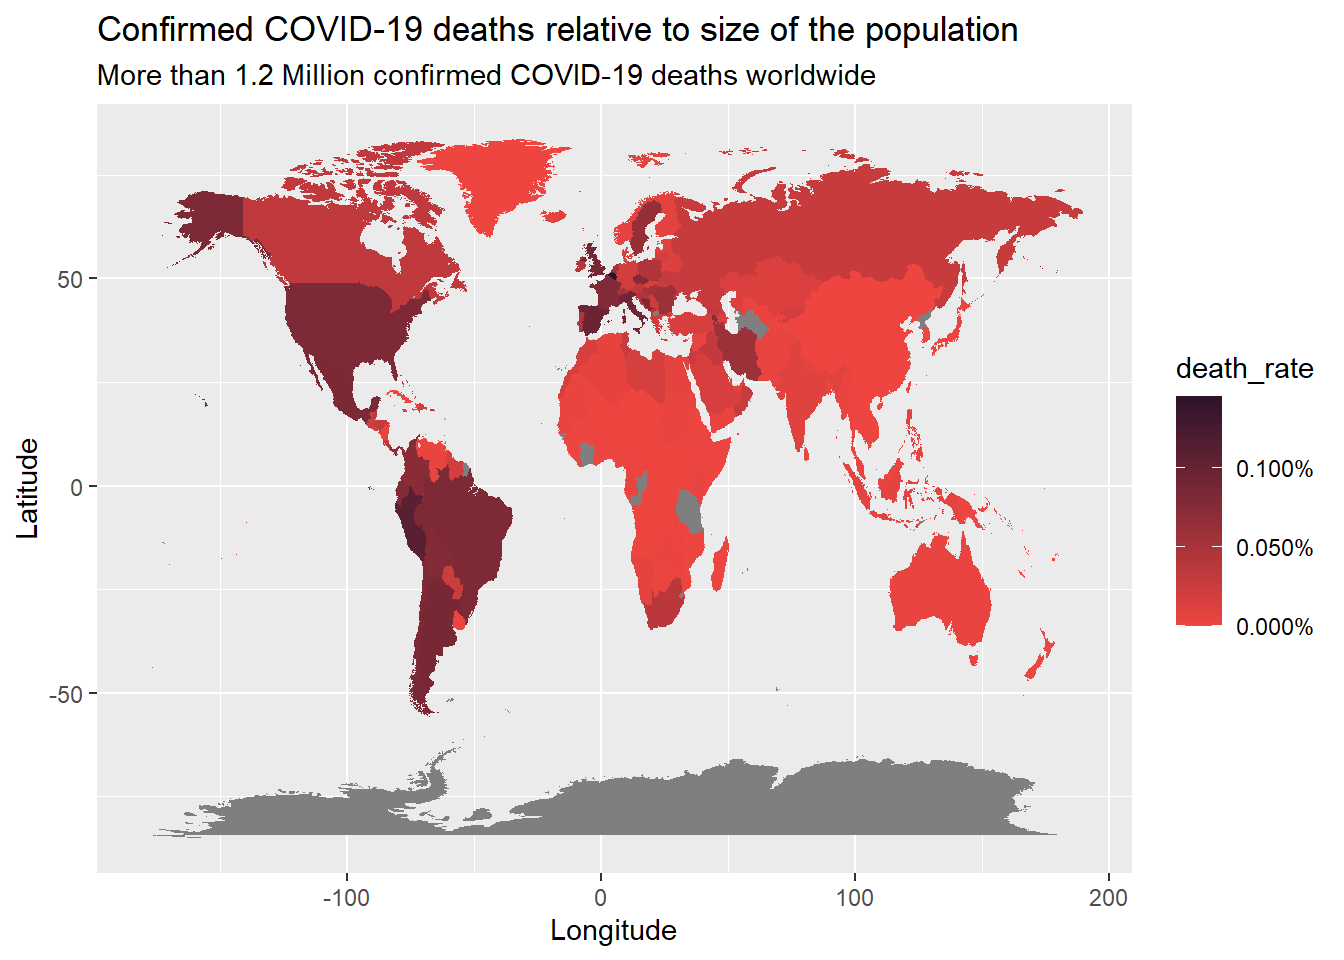 Confirmed COVID-19 deaths relative to size of the population
More than 1.2 Million confirmed COVID-19 deaths worldwide
Latitude
50
0
-50
-100
0
100
200
Longitude
death_rate
0.100%
0.050%
0.000%